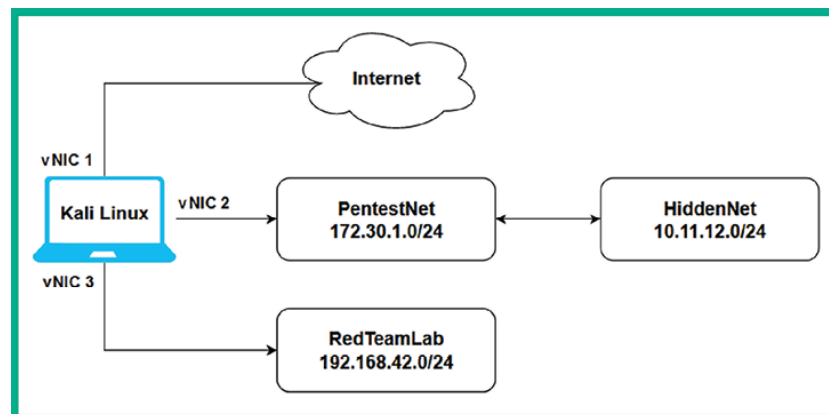 Internet
vNIC 1
Kali Linux
vNIC 2
PentestNet
172.30.1.0/24
HiddenNet
10.11.12.0/24
vNIC 3
RedTeamLab
192.168.42.0/24